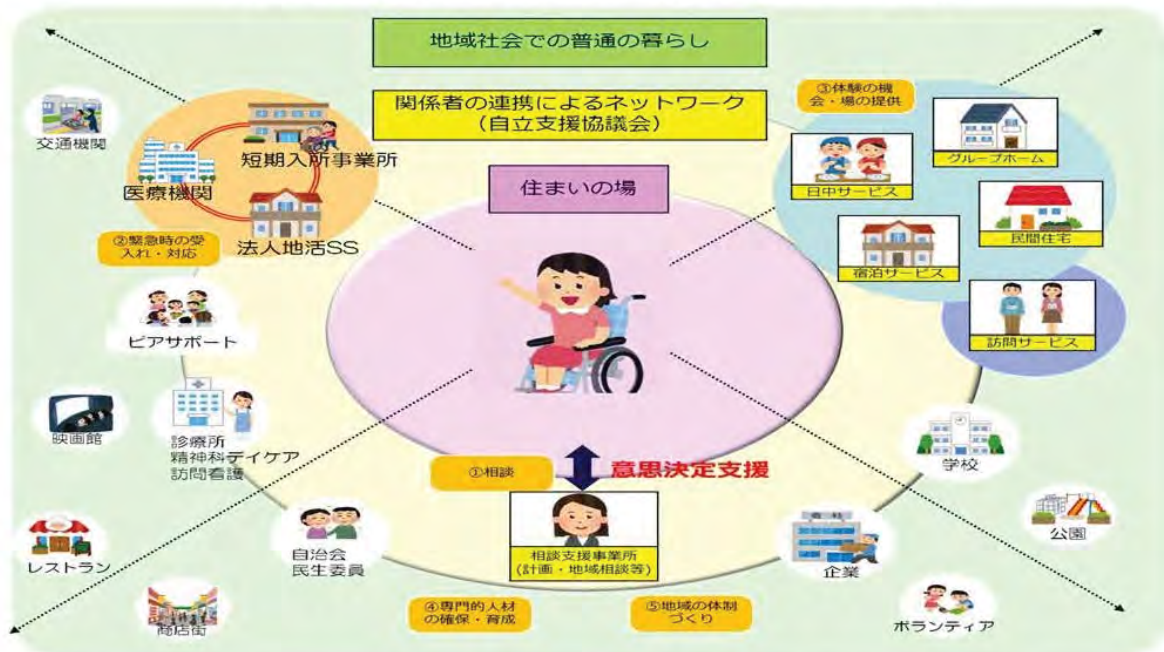 地域社会での普通の暮らし
関係者の連携によるネットワーク
（自立支援協議会）
住まいの場
③体験の機
会・場の提供
交通機関
短期入所事業所
医療機関
法人地活SS
②緊急時の受
入れ・対応
グループホーム
日中サービス
民間住宅
宿泊サービス
訪問サービス
ピアサポート
映画館
診療所
精神科デイケア
訪問看護
学校
①相談
意思決定支援
相談支援事業所
(計画・地域相談等)
自治会
民生委員
会社
企業
公園
レストラン
商店街
④専門的人材
の確保・育成
⑤地域の体制
づくり
ボランティア